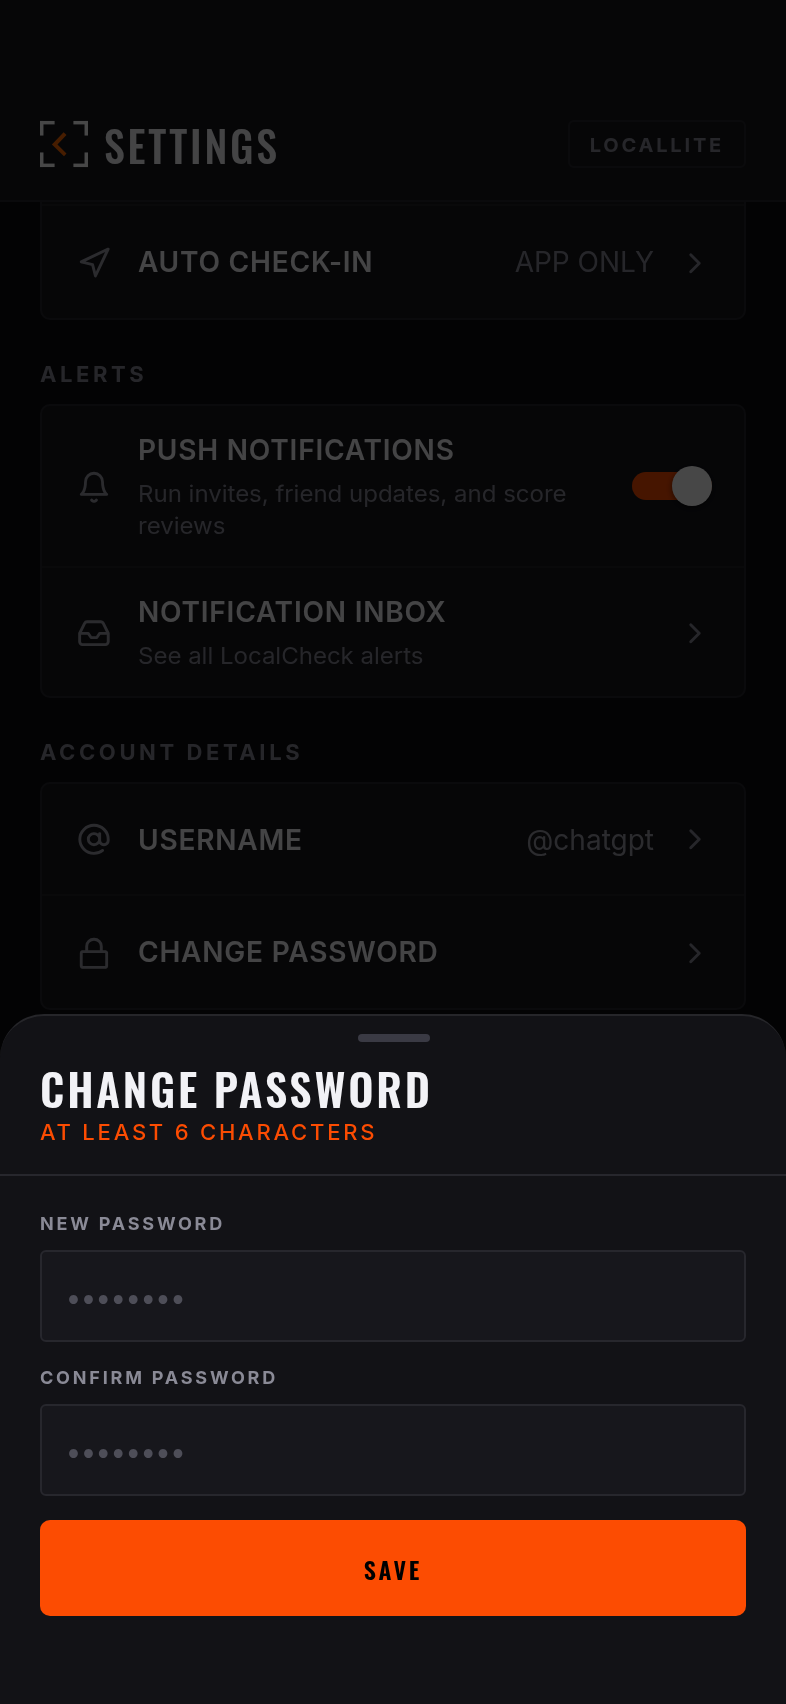 SETTINGS
LOCALLITE
AUTO CHECK-IN
APP ONLY
ALERTS
PUSH NOTIFICATIONS
Run invites, friend updates, and score
reviews
NOTIFICATION INBOX
See all LocalCheck alerts
ACCOUNT DETAILS
USERNAME
@chatgpt
CHANGE PASSWORD
CHANGE PASSWORD
AT LEAST 6 CHARACTERS
NEW PASSWORD
••••••••
CONFIRM PASSWORD
••••••••
SAVE